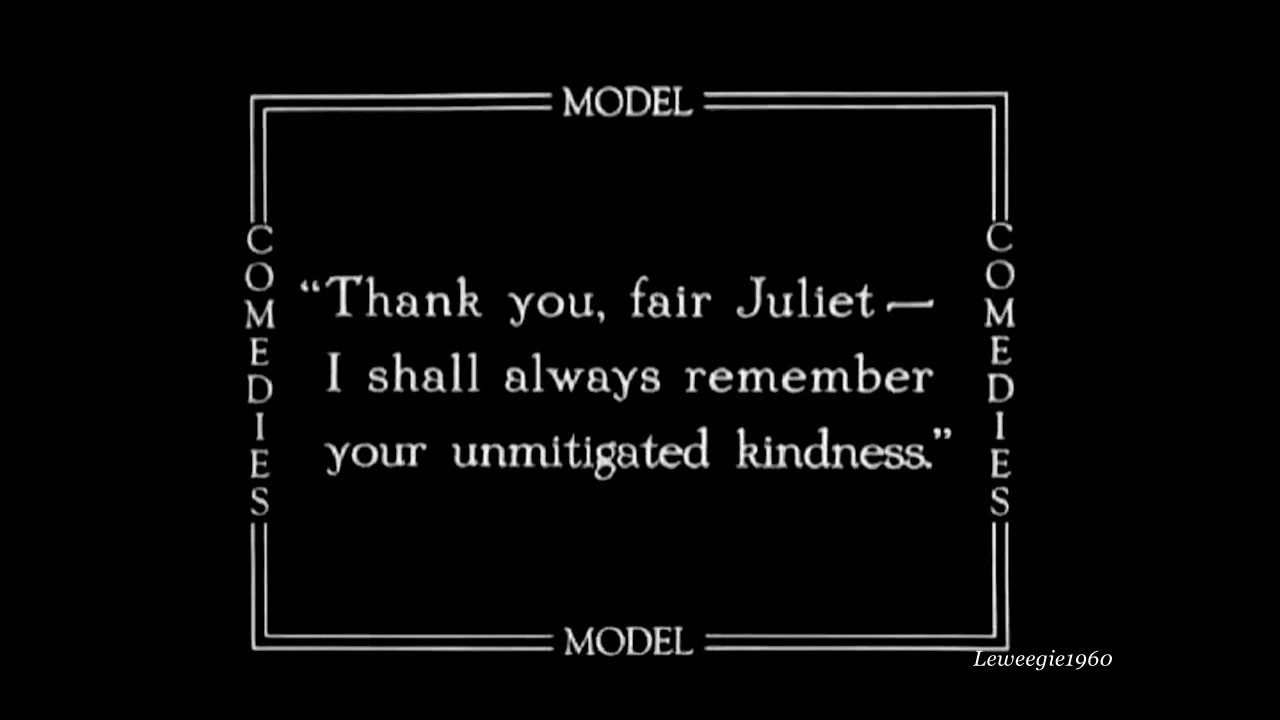 MODEL
COMEDIES
COMEDIES
“Thank you, fair Juliet —
I shall always remember
your unmitigated kindness.”
MODEL
Leweegie1960